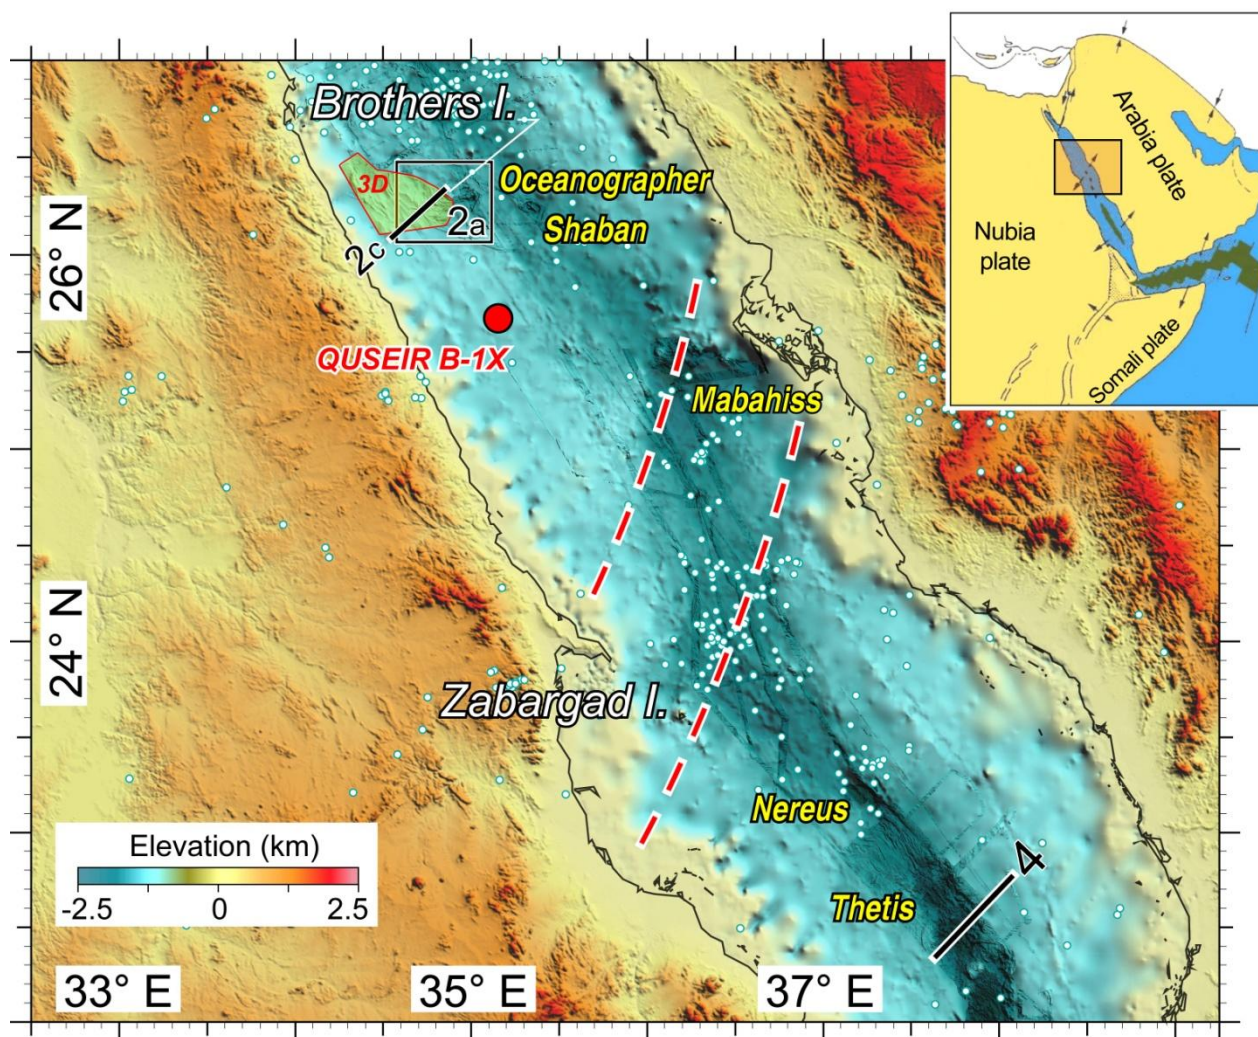 Brothers I.
3D
Oceanographer
Shaban
2a
2c
26° N
QUSEIR B-1X
Mabahiss
24° N
Zabargad I.
Nereus
Thetis
4
Elevation (km)
-2.5 0 2.5
33° E 35° E 37° E
Arabia plate
Nubia
plate
Somali plate